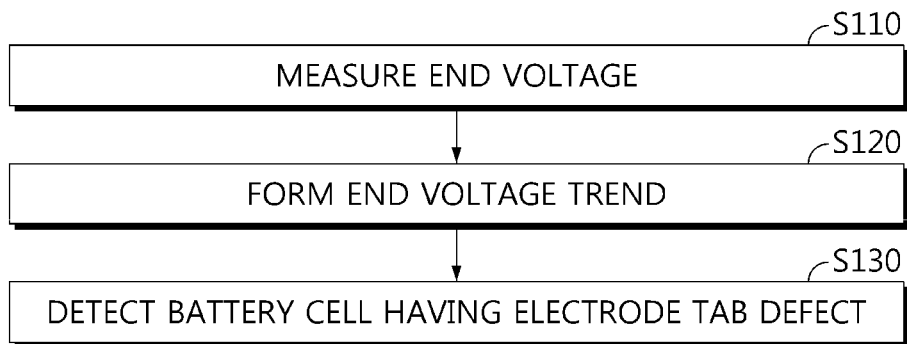 S110
MEASURE END VOLTAGE
S120
FORM END VOLTAGE TREND
S130
DETECT BATTERY CELL HAVING ELECTRODE TAB DEFECT